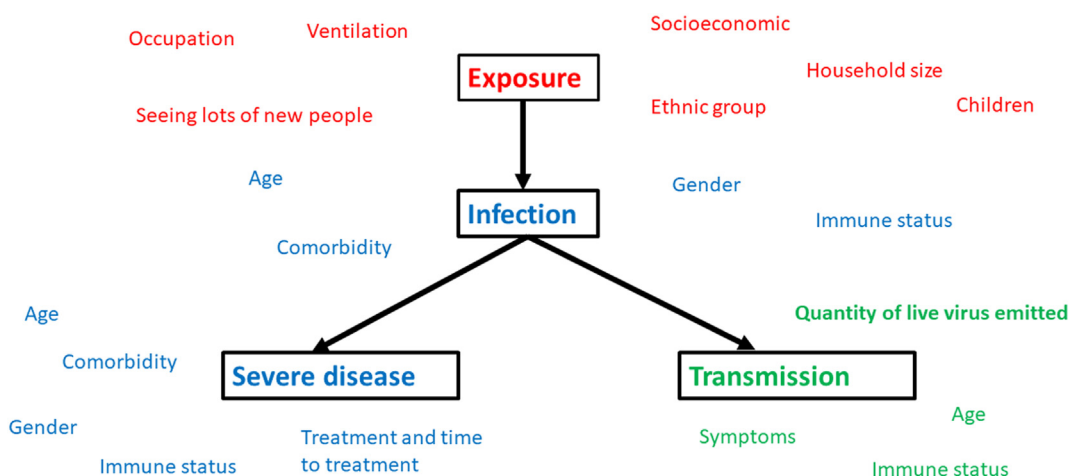 Occupation
Ventilation
Socioeconomic
Exposure
Household size
Seeing lots of new people
Ethnic group
Children
Age
Gender
Infection
Immune status
Comorbidity
Age
Quantity of live virus emitted
Comorbidity
Severe disease
Transmission
Gender
Age
Treatment and time
to treatment
Symptoms
Immune status
Immune status